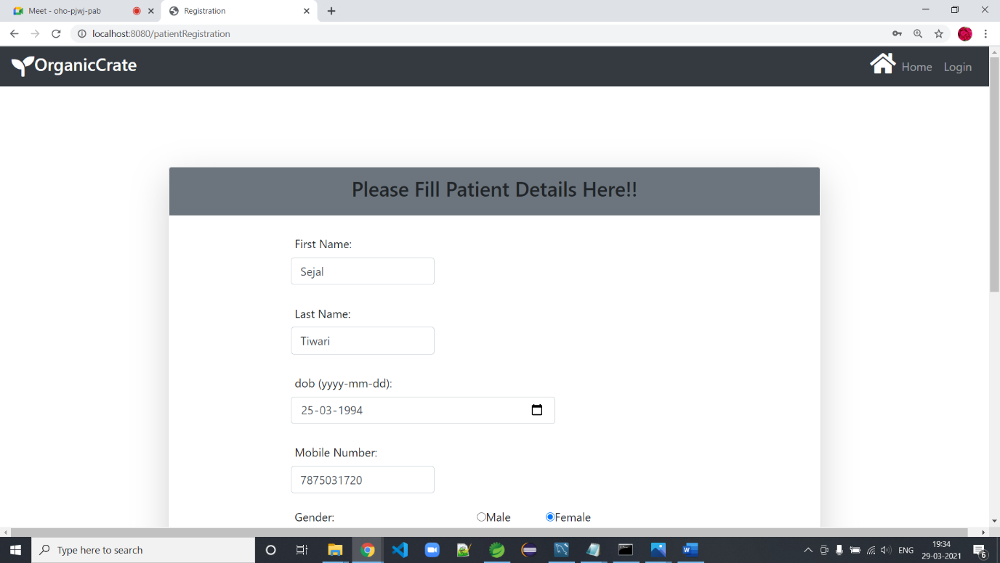 Meet - oho-pjwj-pab
Registration
localhost:8080/patientRegistration
OrganicCrate
Home Login
Please Fill Patient Details Here!!
First Name:
Sejal
Last Name:
Tiwari
dob (yyyy-mm-dd):
25-03-1994
Mobile Number:
7875031720
Gender: Male Female
Type here to search
ENG
19:34
29-03-2021
6